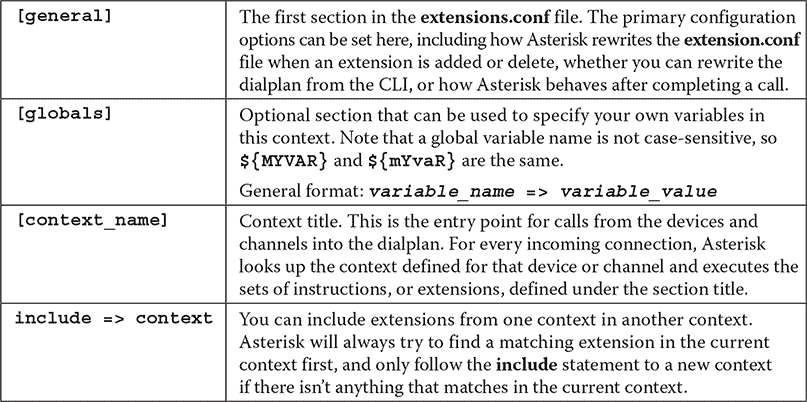 [general]
The first section in the extensions.conf file. The primary configuration
options can be set here, including how Asterisk rewrites the extension.conf
file when an extension is added or delete, whether you can rewrite the
dialplan from the CLI, or how Asterisk behaves after completing a call.
[globals]
Optional section that can be used to specify your own variables in
this context. Note that a global variable name is not case-sensitive, so
${MYVAR} and ${mYvaR} are the same.
General format: variable_name => variable_value
[context_name]
Context title. This is the entry point for calls from the devices and
channels into the dialplan. For every incoming connection, Asterisk
looks up the context defined for that device or channel and executes the
sets of instructions, or extensions, defined under the section title.
include => context
You can include extensions from one context in another context.
Asterisk will always try to find a matching extension in the current
context first, and only follow the include statement to a new context
if there isn't anything that matches in the current context.